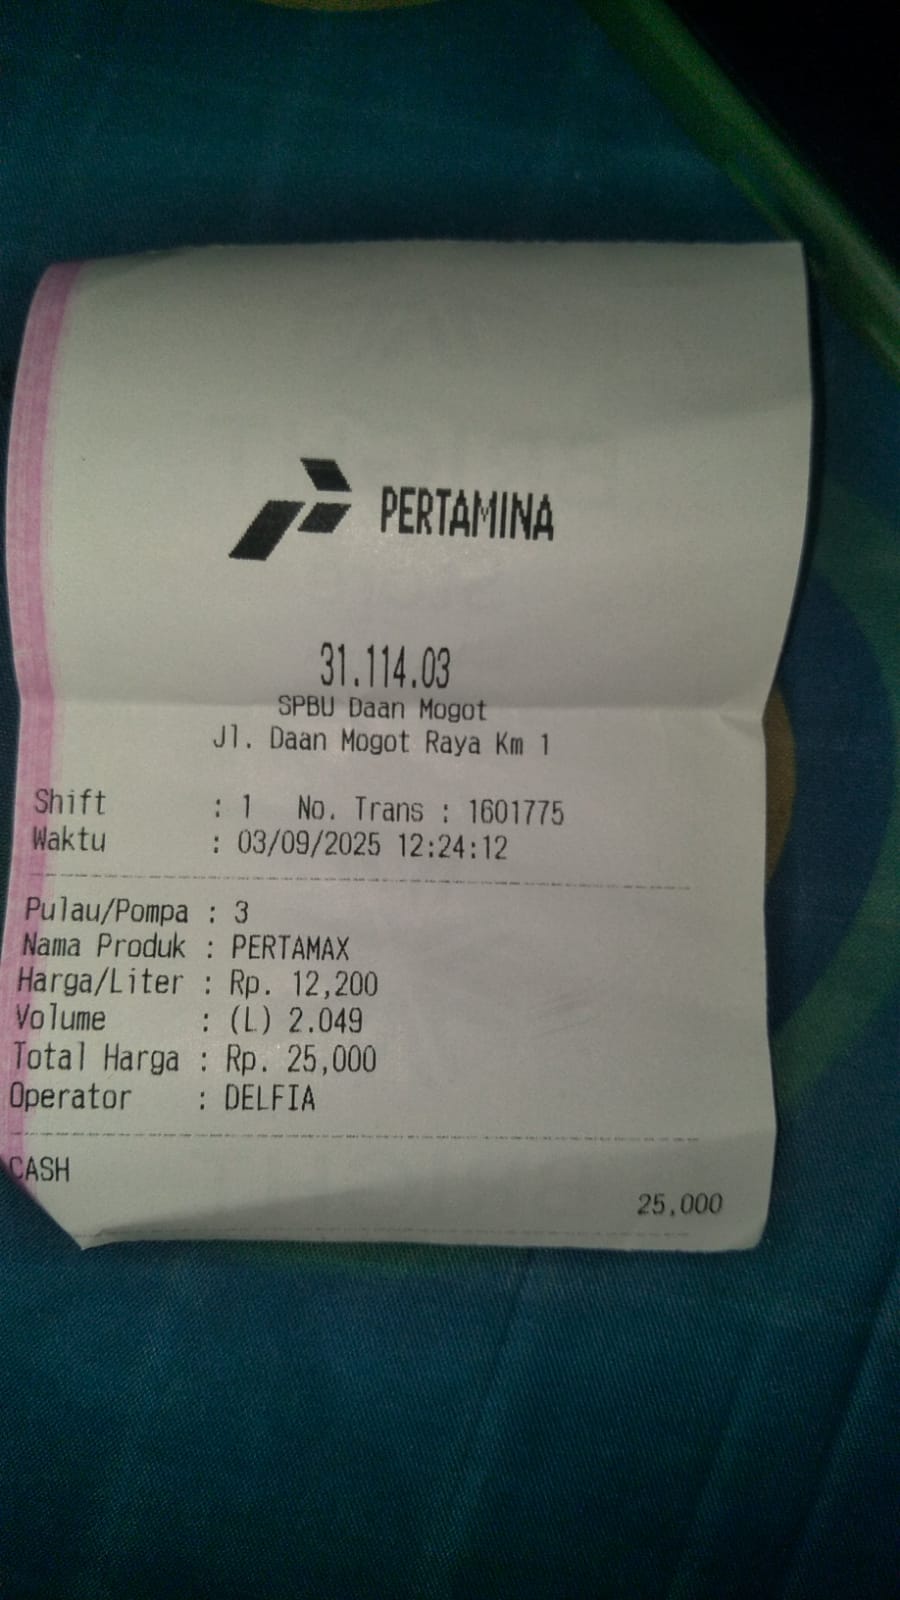 PERTAMINA
31.114.03
SPBU Daan Mogot
Jl. Daan Mogot Raya Km 1
Shift : 1 No. Trans : 1601775
Waktu : 03/09/2025 12:24:12
Pulau/Pompa : 3
Nama Produk : PERTAMAX
Harga/Liter : Rp. 12,200
Volume : (L) 2.049
Total Harga : Rp. 25,000
Operator : DELFIA
CASH
25,000